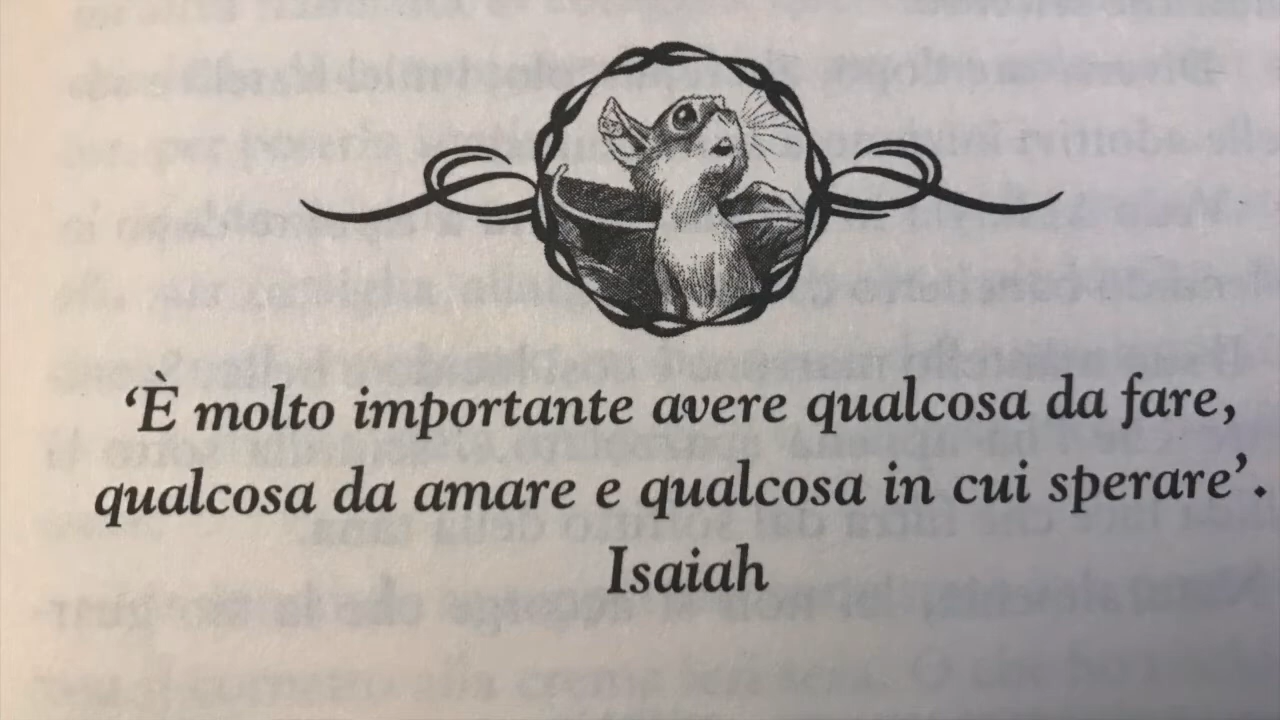 ‘È molto importante avere qualcosa da fare,
qualcosa da amare e qualcosa in cui sperare’.
Isaiah